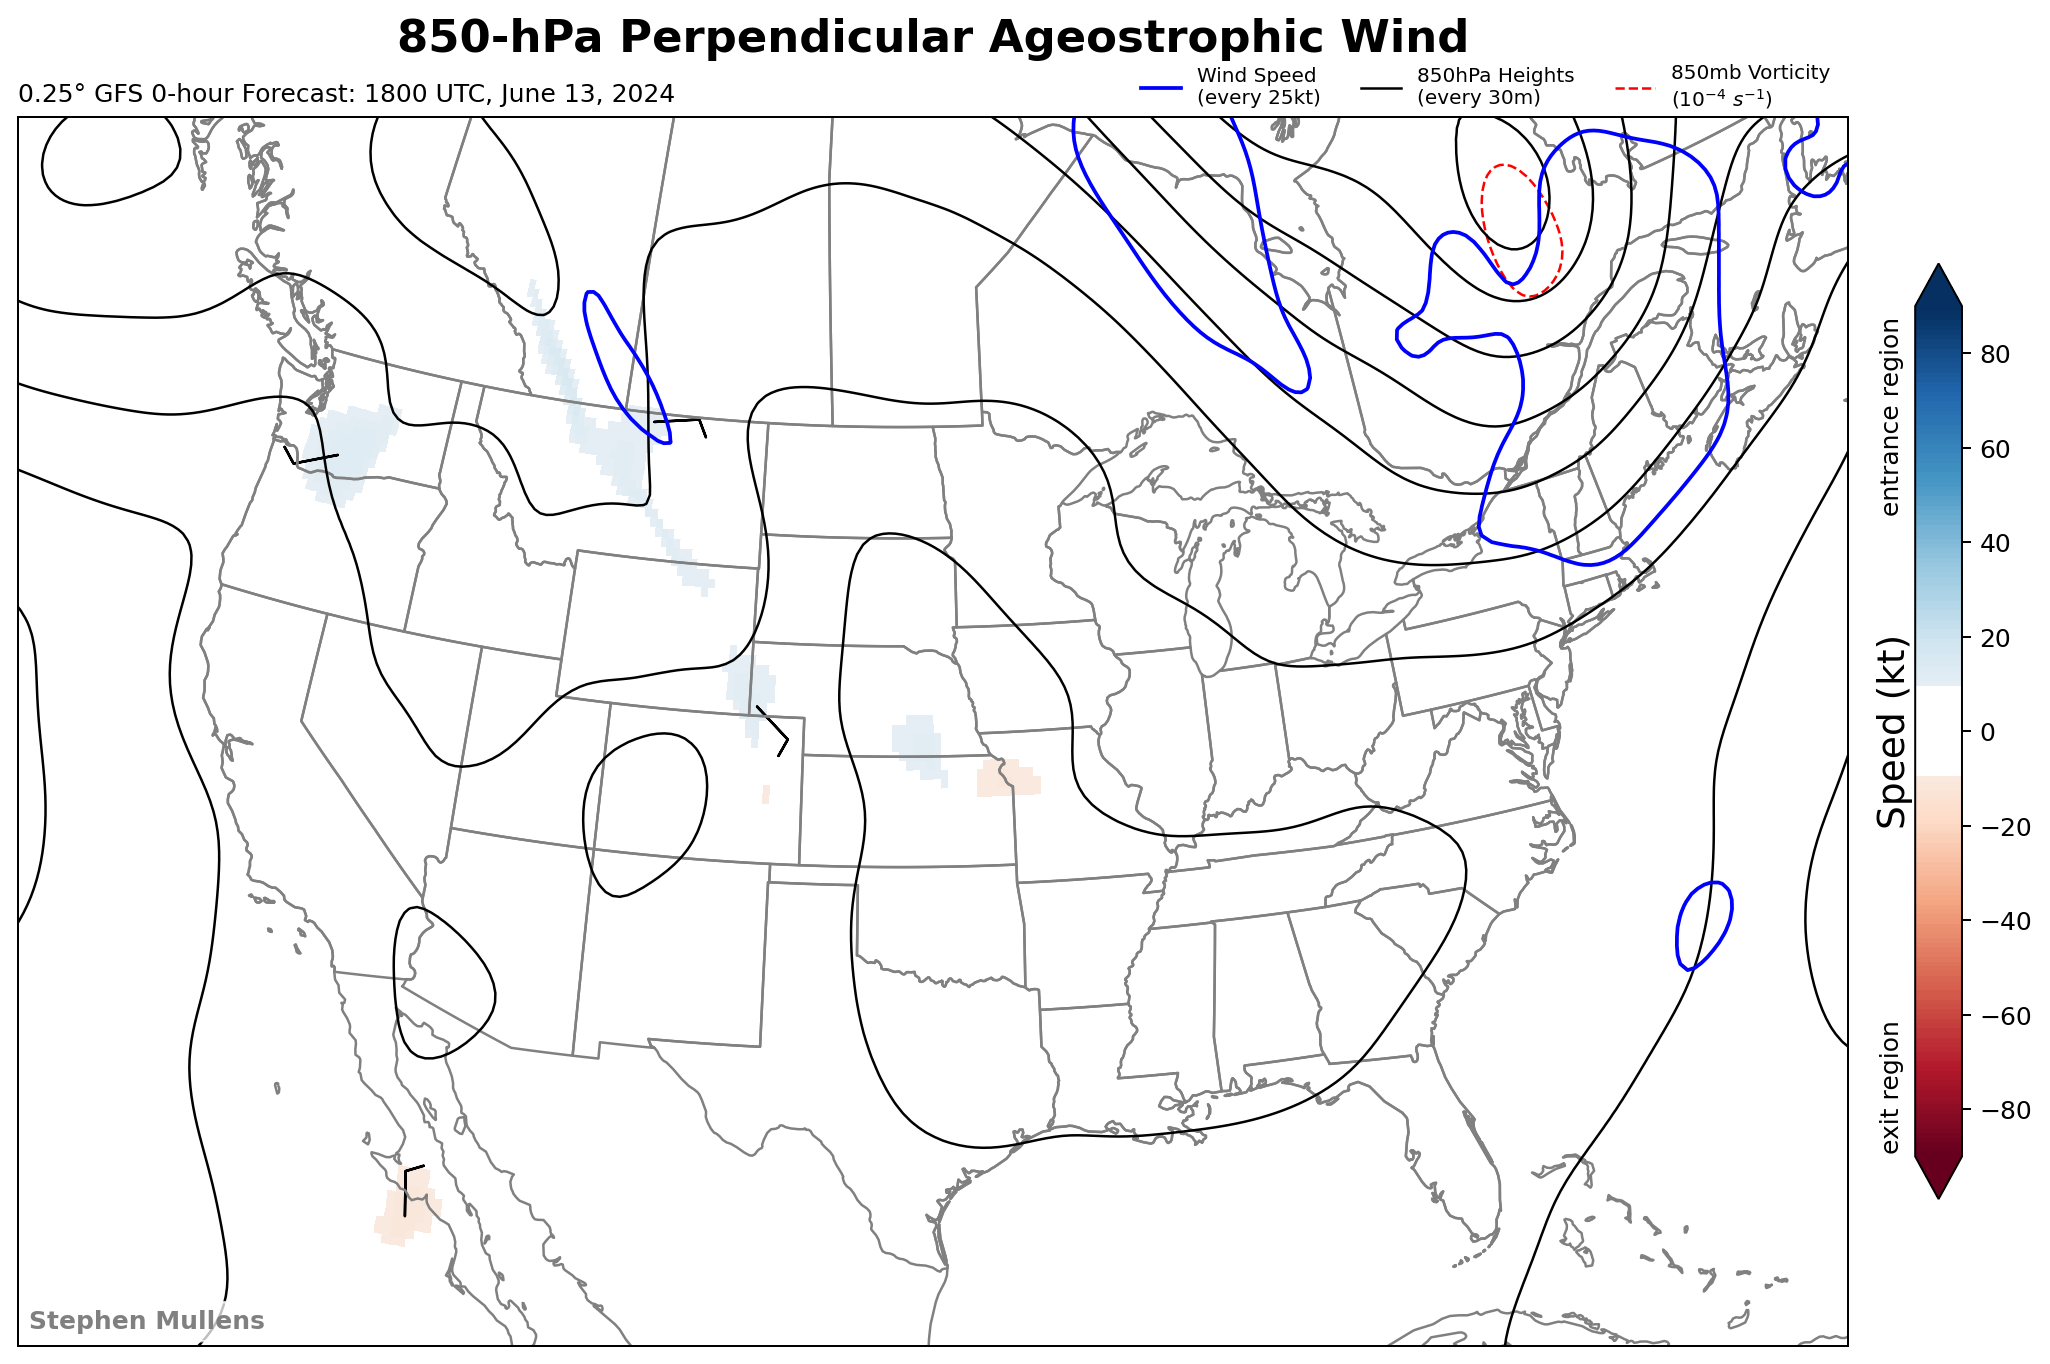 850-hPa Perpendicular Ageostrophic Wind
0.25° GFS 0-hour Forecast: 1800 UTC, June 13, 2024
Wind Speed
(every 25kt)
850hPa Heights
(every 30m)
850mb Vorticity
(10⁻⁴ s⁻¹)
entrance region
Speed (kt)
exit region
80
60
40
20
0
−20
−40
−60
−80
Stephen Mullens